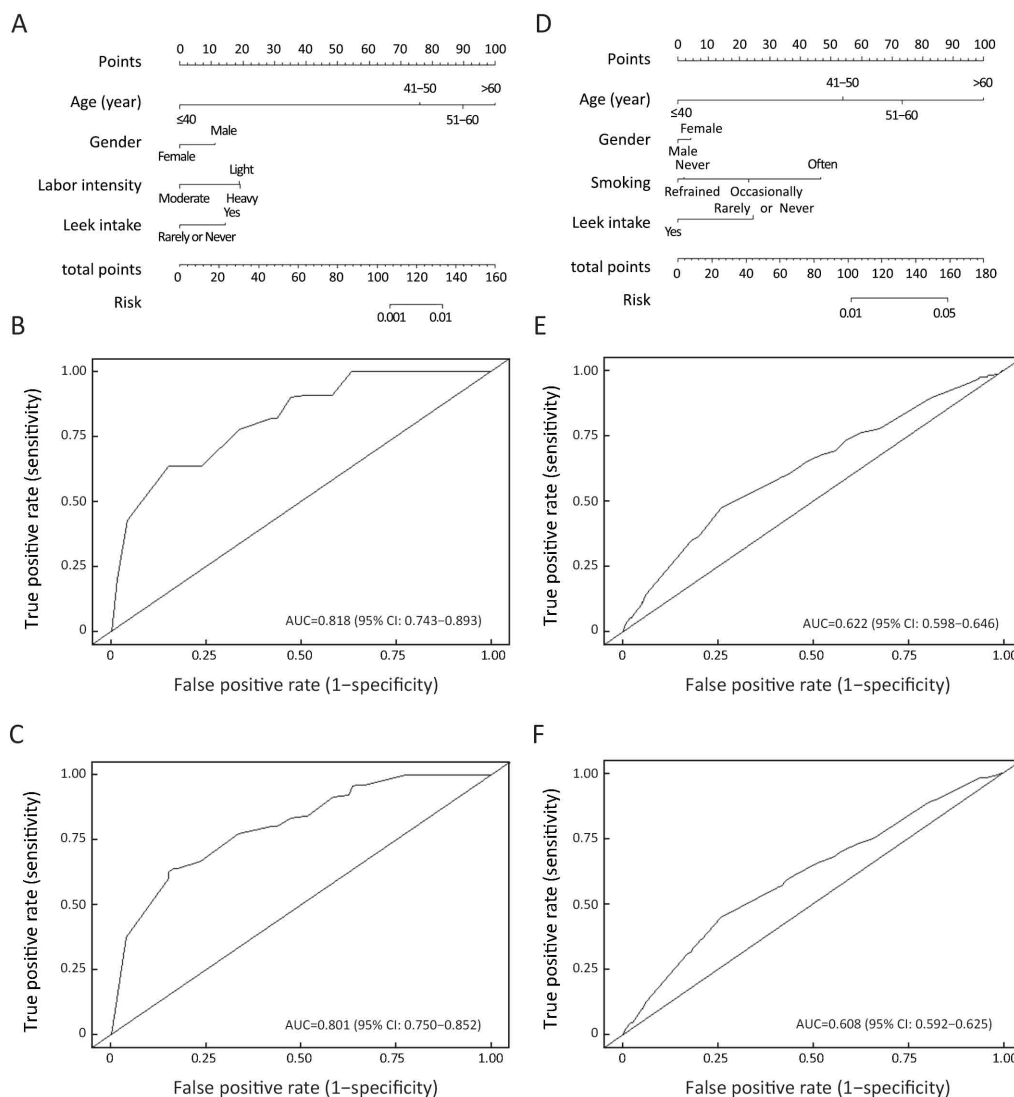 A
Points
0 10 20 30 40 50 60 70 80 90 100
Age (year)
41–50 >60
≤40 51–60
Gender
Male
Female
Labor intensity
Light
Moderate Heavy
Leek intake
Yes
Rarely or Never
total points
0 20 40 60 80 100 120 140 160
Risk
0.001 0.01
D
Points
0 10 20 30 40 50 60 70 80 90 100
Age (year)
41–50 >60
≤40 51–60
Gender
Female
Male
Smoking
Never Often
Refrained Occasionally
Leek intake
Rarely or Never
Yes
total points
0 20 40 60 80 100 120 140 160 180
Risk
0.01 0.05
B
True positive rate (sensitivity)
1.00
0.75
0.50
0.25
0
AUC=0.818 (95% CI: 0.743–0.893)
0 0.25 0.50 0.75 1.00
False positive rate (1–specificity)
E
True positive rate (sensitivity)
1.00
0.75
0.50
0.25
0
AUC=0.622 (95% CI: 0.598–0.646)
0 0.25 0.50 0.75 1.00
False positive rate (1–specificity)
C
True positive rate (sensitivity)
1.00
0.75
0.50
0.25
0
AUC=0.801 (95% CI: 0.750–0.852)
0 0.25 0.50 0.75 1.00
False positive rate (1–specificity)
F
True positive rate (sensitivity)
1.00
0.75
0.50
0.25
0
AUC=0.608 (95% CI: 0.592–0.625)
0 0.25 0.50 0.75 1.00
False positive rate (1–specificity)